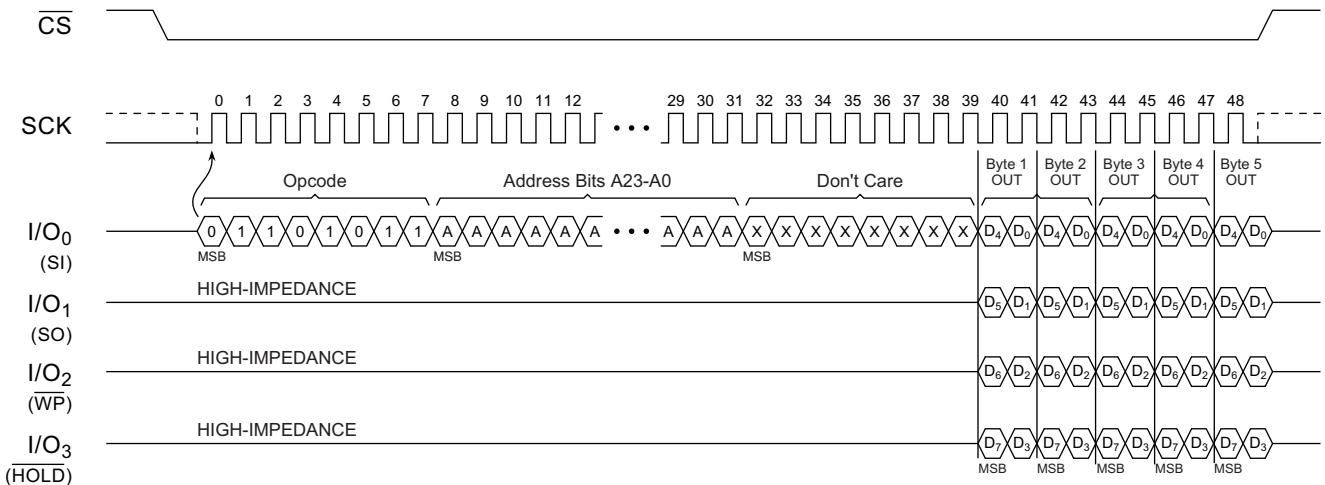 CS
SCK
0 1 2 3 4 5 6 7 8 9 10 11 12 29 30 31 32 33 34 35 36 37 38 39 40 41 42 43 44 45 46 47 48
Opcode Address Bits A23-A0 Don't Care Byte 1 OUT Byte 2 OUT Byte 3 OUT Byte 4 OUT Byte 5 OUT
I/O0 (SI)
0 1 1 0 1 0 1 1 A A A A A A • • • A A A X X X X X X X X D4 D0 D4 D0 D4 D0 D4 D0 D4 D0
MSB MSB MSB
I/O1 (SO)
HIGH-IMPEDANCE
D5 D1 D5 D1 D5 D1 D5 D1 D5 D1
I/O2 (WP)
HIGH-IMPEDANCE
D6 D2 D6 D2 D6 D2 D6 D2 D6 D2
I/O3 (HOLD)
HIGH-IMPEDANCE
D7 D3 D7 D3 D7 D3 D7 D3 D7 D3
MSB MSB MSB MSB MSB